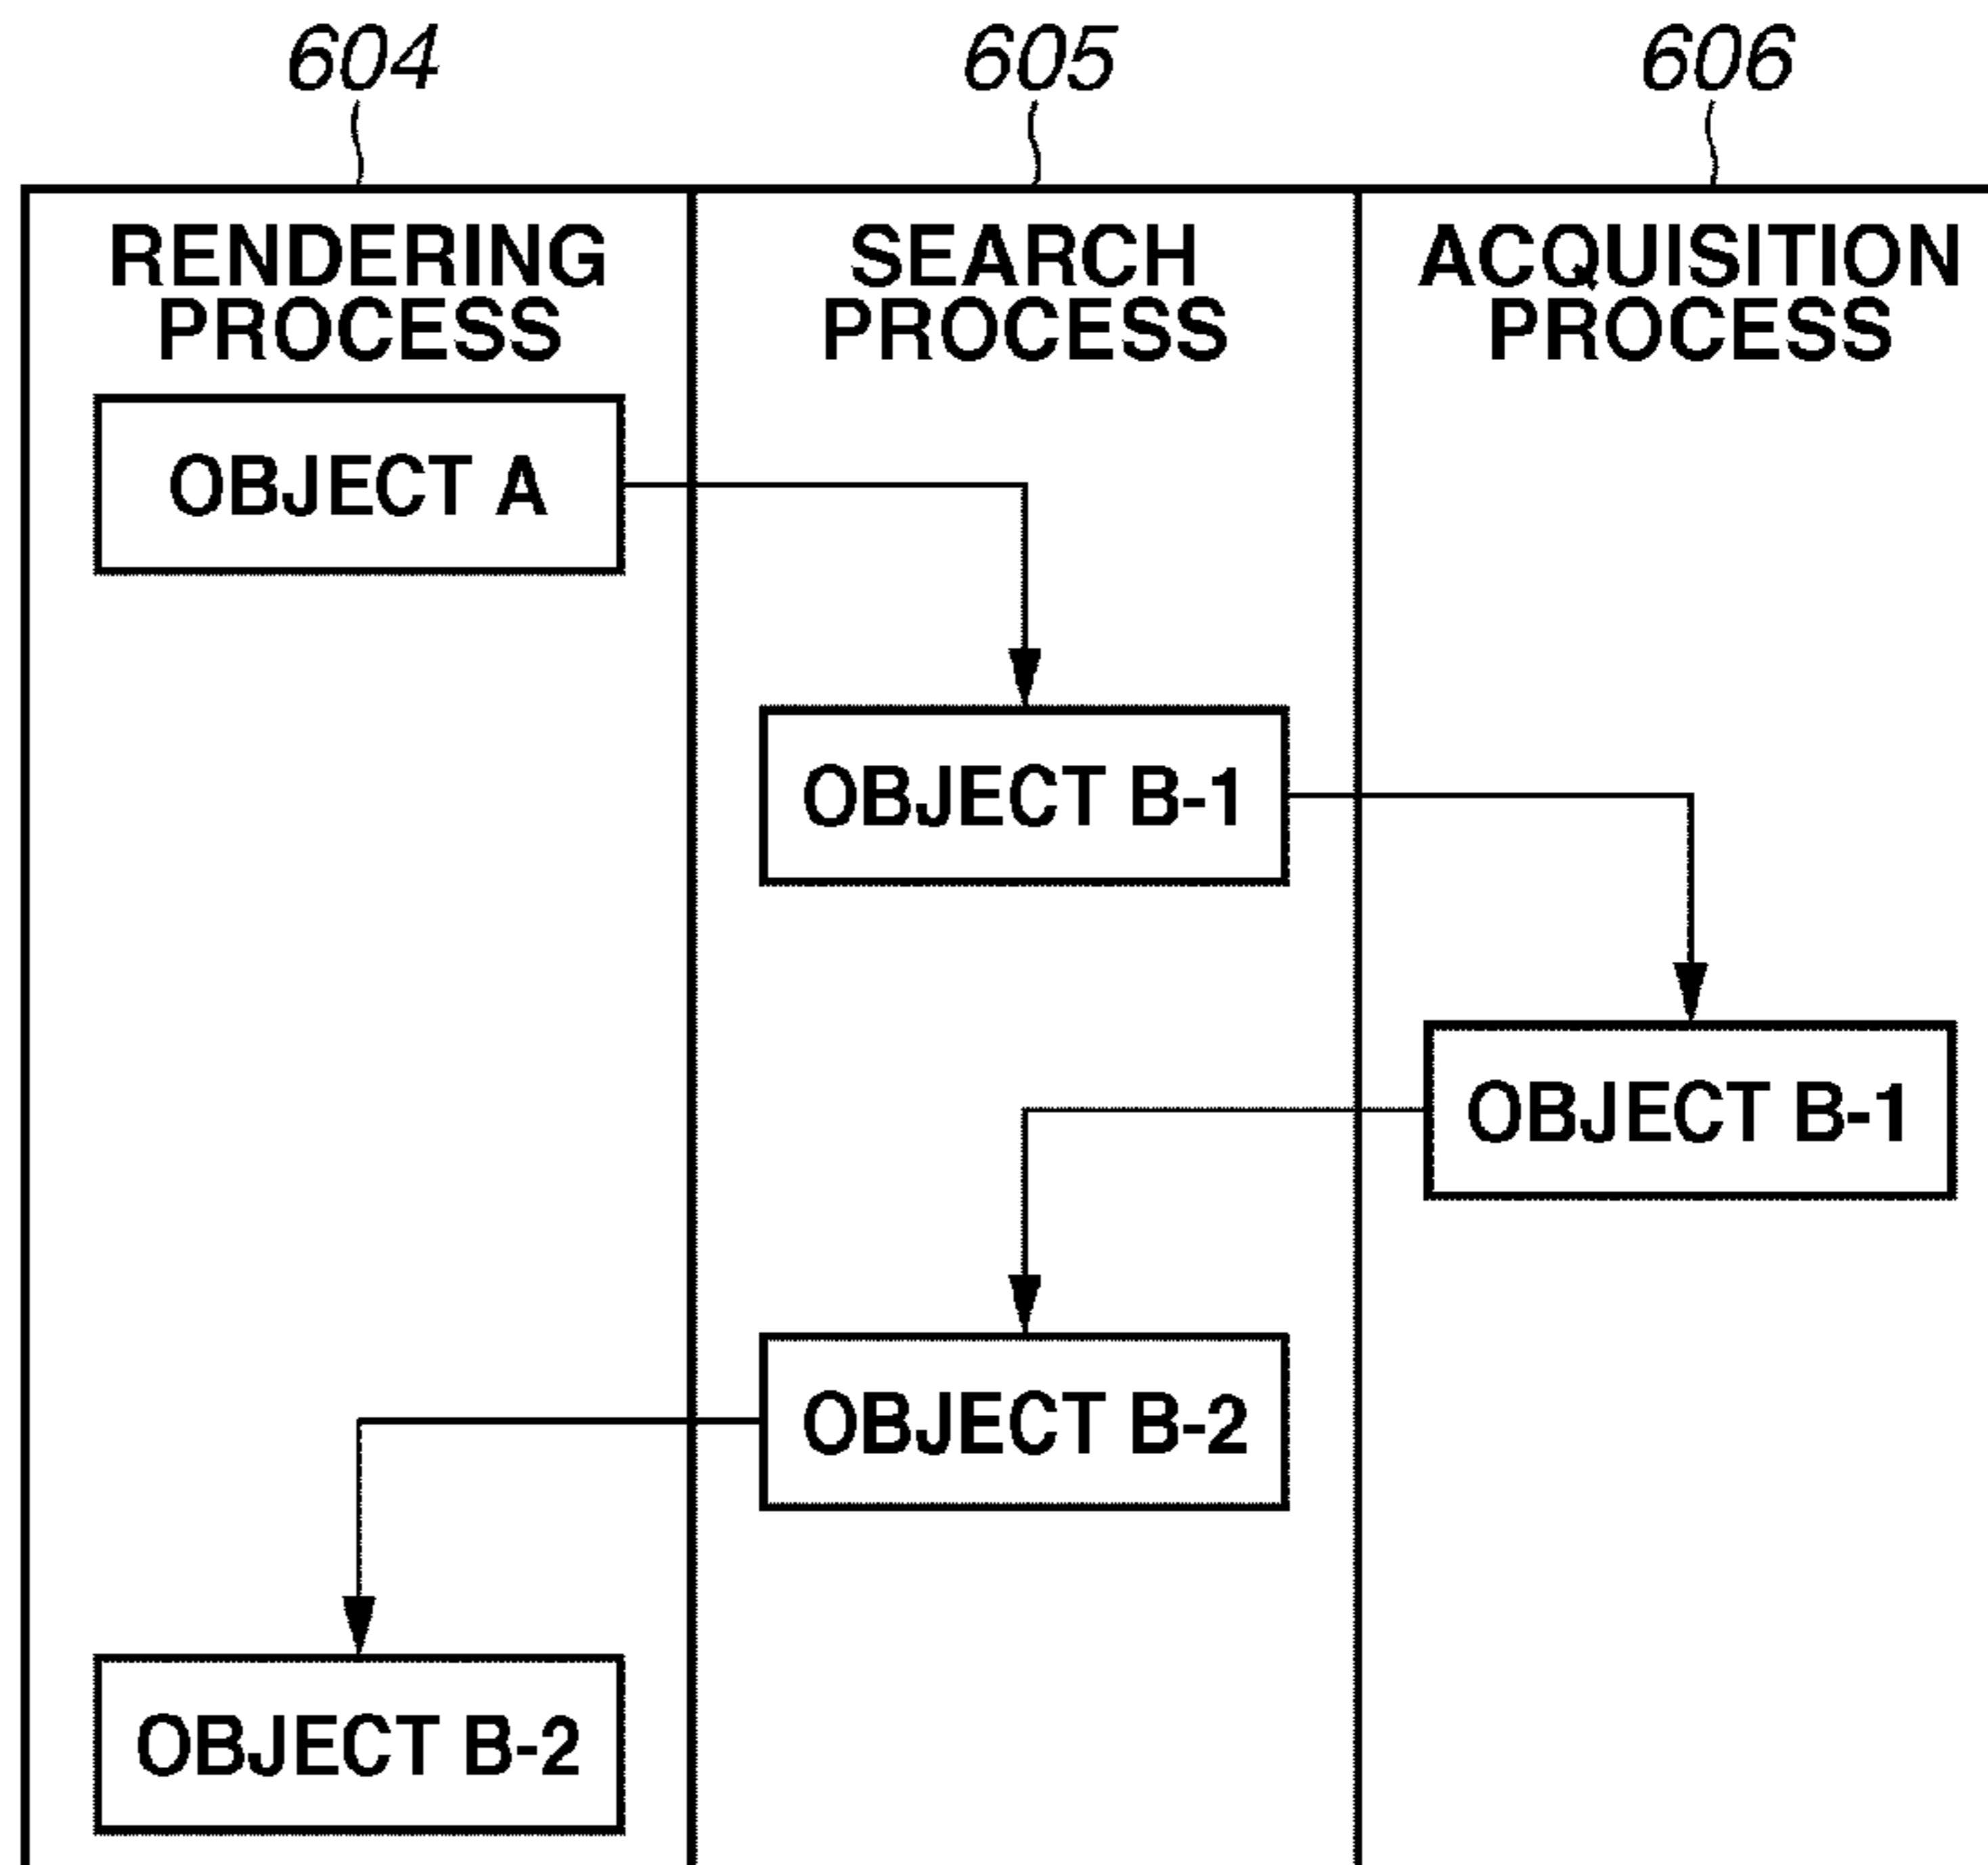 604
605
606
RENDERING
PROCESS
SEARCH
PROCESS
ACQUISITION
PROCESS
OBJECT A
OBJECT B-1
OBJECT B-1
OBJECT B-2
OBJECT B-2